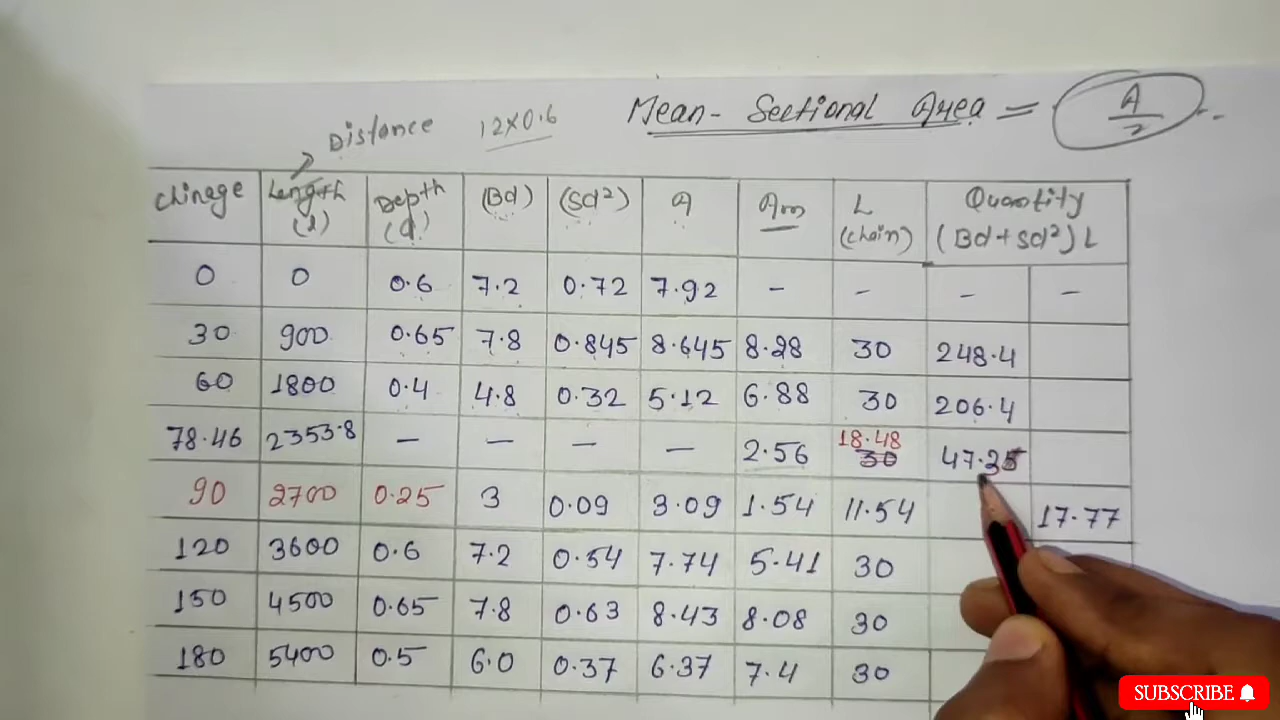 Distance 12×0.6 Mean-Sectional Area = A/2
Chinage Length (l) Depth (d) (Bd) (Sd²) A Am L (chain) Quantity (Bd+Sd²) L
0 0 0.6 7.2 0.72 7.92 - - - -
30 900 0.65 7.8 0.845 8.645 8.28 30 248.4
60 1800 0.4 4.8 0.32 5.12 6.88 30 206.4
78.46 2353.8 - - - - 2.56 18.48 30
90 2700 0.25 3 0.09 3.09 1.54 11.54 17.77
120 3600 0.6 7.2 0.54 7.74 5.41 30
150 4500 0.65 7.8 0.63 8.43 8.08 30
180 5400 0.5 6.0 0.37 6.37 7.4 30
SUBSCRIBE